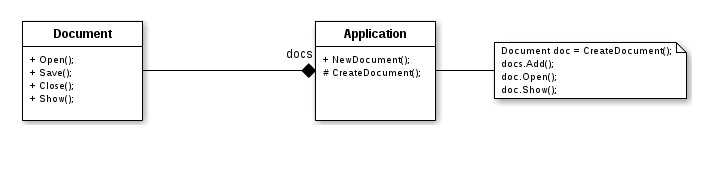 Document
+ Open();
+ Save();
+ Close();
+ Show();
docs
Application
+ NewDocument();
# CreateDocument();
Document doc = CreateDocument();
docs.Add();
doc.Open();
doc.Show();